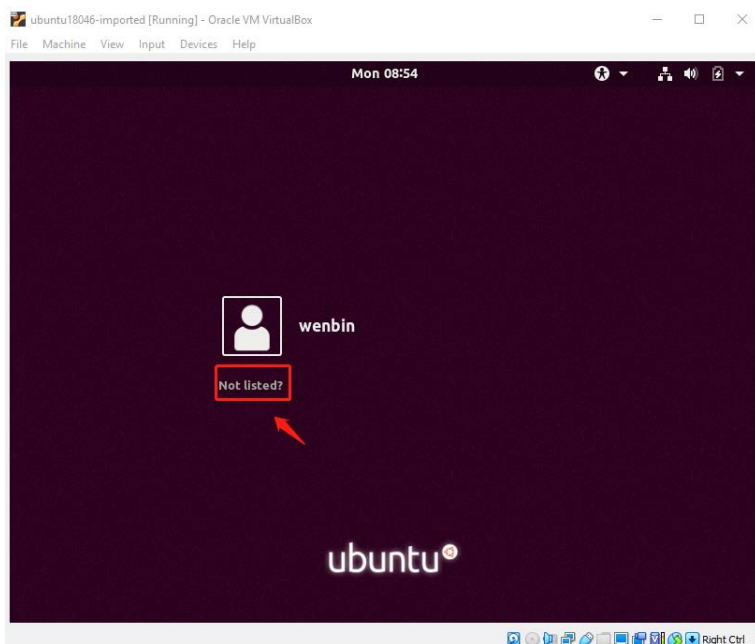 ubuntu18046-imported [Running] - Oracle VM VirtualBox
File Machine View Input Devices Help
Mon 08:54
wenbin
Not listed?
ubuntu
Right Ctrl